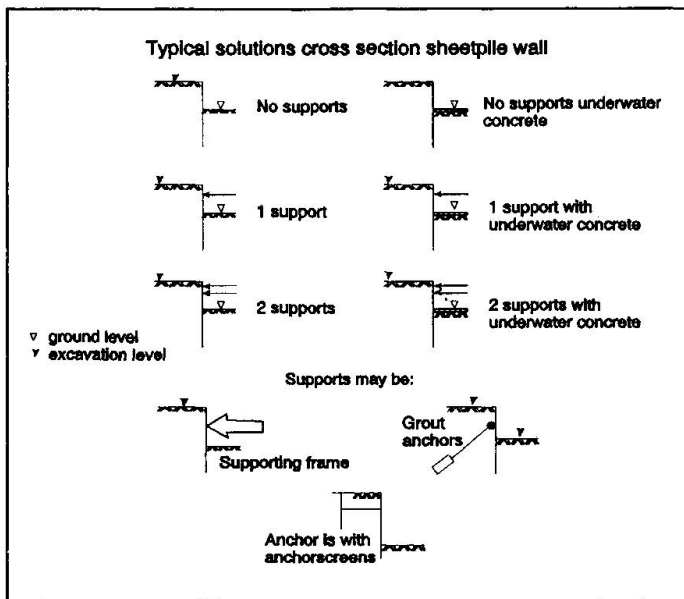 Typical solutions cross section sheetpile wall
No supports
No supports underwater
concrete
1 support
1 support with
underwater concrete
2 supports
2 supports with
underwater concrete
ground level
excavation level
Supports may be:
Supporting frame
Grout
anchors
Anchor is with
anchorscreens